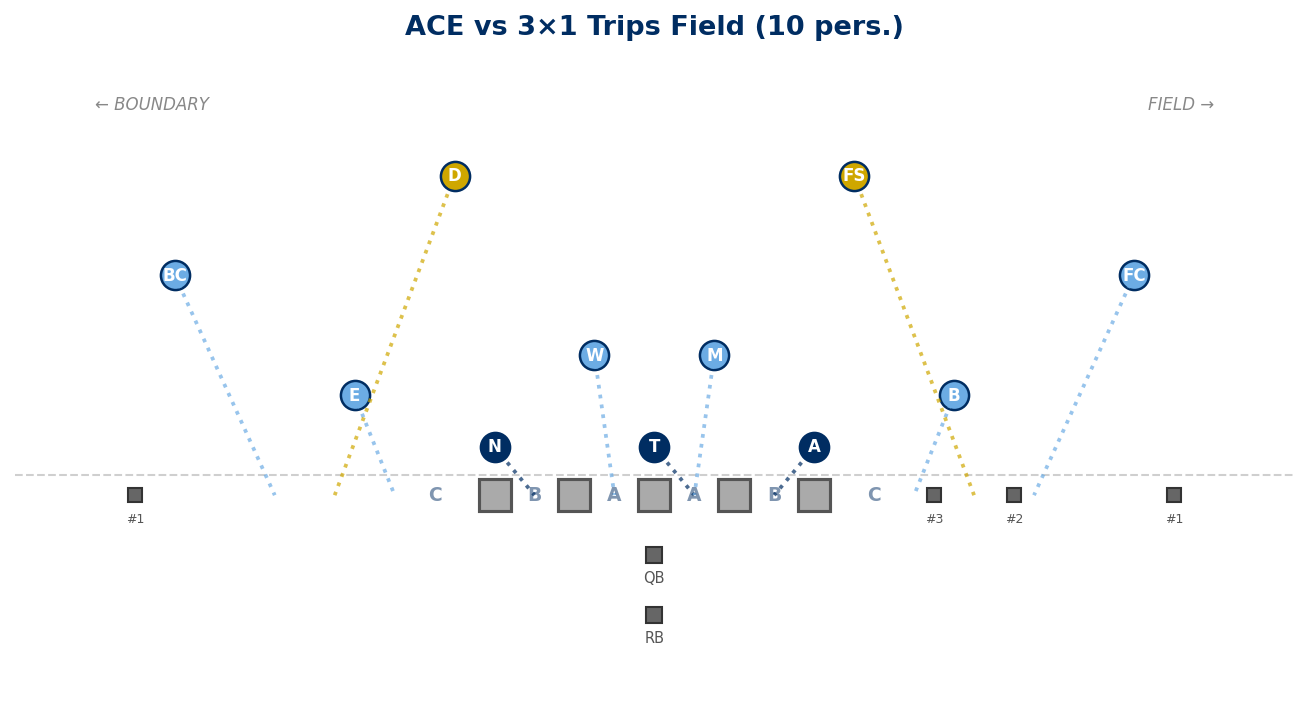 ACE vs 3×1 Trips Field (10 pers.)
← BOUNDARY
FIELD →
D
FS
BC
FC
W
M
E
B
N
T
A
C
B
A
A
B
C
#1
#3
#2
#1
QB
RB